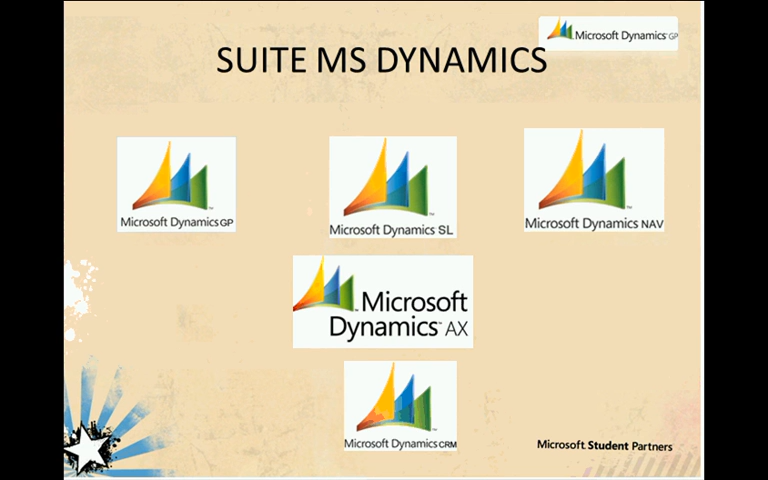 Microsoft Dynamics GP
SUITE MS DYNAMICS
Microsoft Dynamics GP
Microsoft Dynamics SL
Microsoft Dynamics NAV
Microsoft
Dynamics AX
Microsoft Dynamics CRM
Microsoft Student Partners